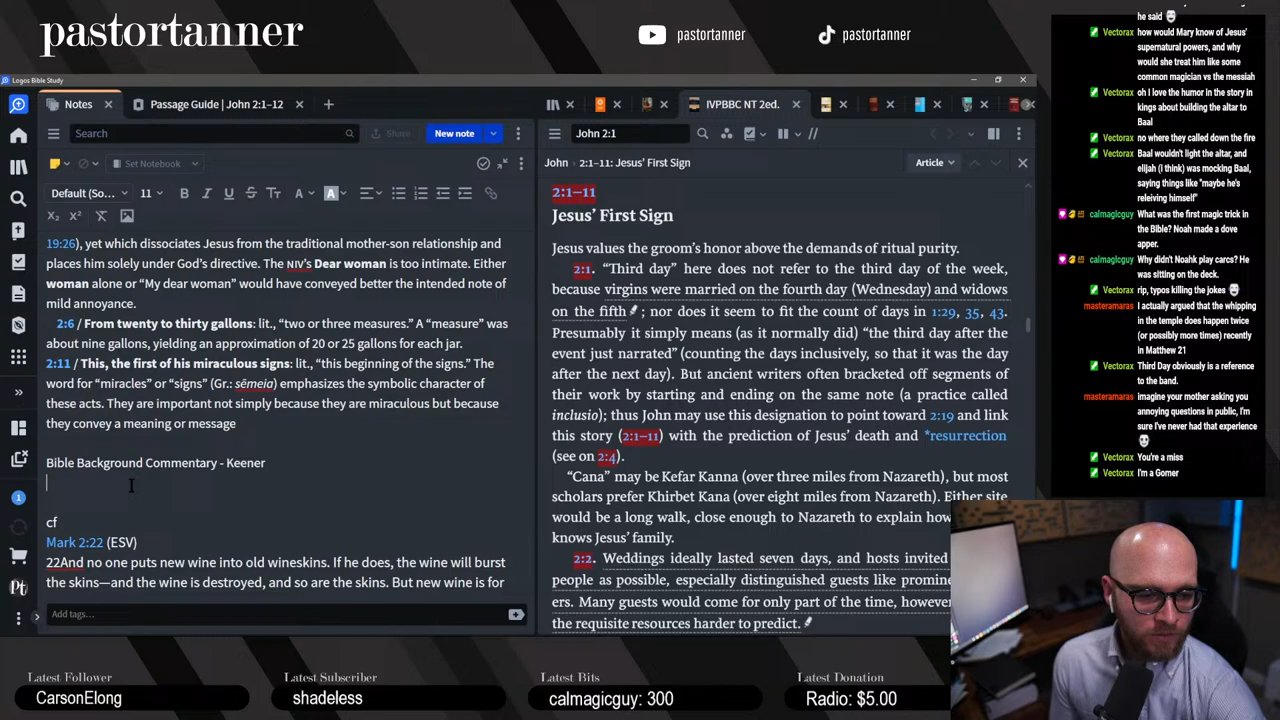 pastortanner
pastortanner
pastortanner
Logos Bible Study
Notes
Passage Guide | John 2:1–12
IVPBBC NT 2ed.
Search
Share
New note
John 2:1
Set Notebook
John › 2:1–11: Jesus’ First Sign
Article
Default (So...
11
19:26), yet which dissociates Jesus from the traditional mother-son relationship and
places him solely under God’s directive. The NIV’s Dear woman is too intimate. Either
woman alone or “My dear woman” would have conveyed better the intended note of
mild annoyance.
2:6 / From twenty to thirty gallons: lit., “two or three measures.” A “measure” was
about nine gallons, yielding an approximation of 20 or 25 gallons for each jar.
2:11 / This, the first of his miraculous signs: lit., “this beginning of the signs.” The
word for “miracles” or “signs” (Gr.: sēmeia) emphasizes the symbolic character of
these acts. They are important not simply because they are miraculous but because
they convey a meaning or message
Bible Background Commentary - Keener
cf
Mark 2:22 (ESV)
22And no one puts new wine into old wineskins. If he does, the wine will burst
the skins—and the wine is destroyed, and so are the skins. But new wine is for
Add tags...
1
Pt
2:1–11
Jesus’ First Sign
Jesus values the groom’s honor above the demands of ritual purity.
2:1. “Third day” here does not refer to the third day of the week,
because virgins were married on the fourth day (Wednesday) and widows
on the fifth; nor does it seem to fit the count of days in 1:29, 35, 43.
Presumably it simply means (as it normally did) “the third day after the
event just narrated” (counting the days inclusively, so that it was the day
after the next day). But ancient writers often bracketed off segments of
their work by starting and ending on the same note (a practice called
inclusio); thus John may use this designation to point toward 2:19 and link
this story (2:1–11) with the prediction of Jesus’ death and *resurrection
(see on 2:4).
“Cana” may be Kefar Kanna (over three miles from Nazareth), but most
scholars prefer Khirbet Kana (over eight miles from Nazareth). Either site
would be a long walk, close enough to Nazareth to explain how
knows Jesus’ family.
2:2. Weddings ideally lasted seven days, and hosts invited
people as possible, especially distinguished guests like promine
ers. Many guests would come for only part of the time, howeve
the requisite resources harder to predict.
he said
Vectorax how would Mary know of Jesus'
supernatural powers, and why
would she treat him like some
common magician vs the messiah
Vectorax oh I love the humor in the story in
kings about building the altar to
Baal
Vectorax no where they called down the fire
Vectorax Baal wouldn't light the altar, and
elijah (I think) was mocking Baal,
saying things like "maybe he's
releiving himself"
calmagicguy What was the first magic trick in
the Bible? Noah made a dove
apper.
calmagicguy Why didn't Noahk play carcs? He
was sitting on the deck.
Vectorax rip, typos killing the jokes
masteramaras I actually argued that the whipping
in the temple does happen twice
(or possibly more times) recently
in Matthew 21
Vectorax Third Day obviously is a reference
to the band.
masteramaras imagine your mother asking you
annoying questions in public, I'm
sure I've never had that experience
Vectorax You're a miss
Vectorax I'm a Gomer
Latest Follower
CarsonElong
Latest Subscriber
shadeless
Latest Bits
calmagicguy: 300
Latest Donation
Radio: $5.00